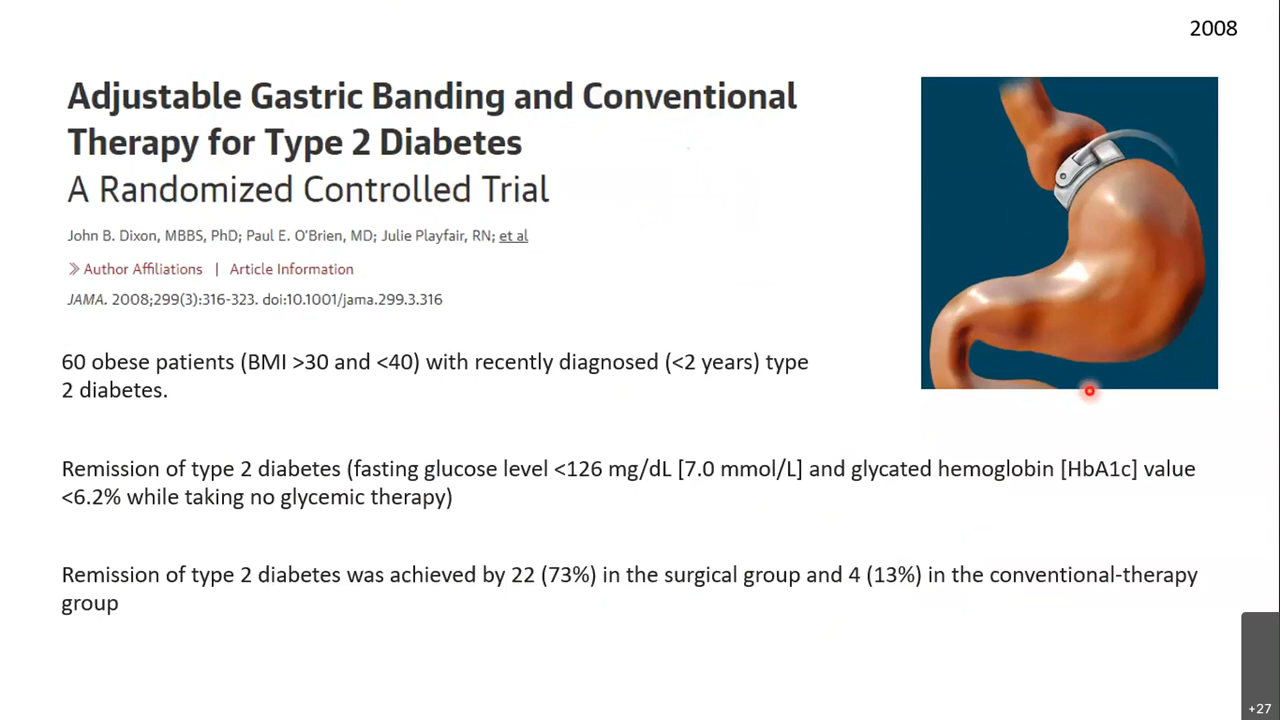 2008
Adjustable Gastric Banding and Conventional
Therapy for Type 2 Diabetes
A Randomized Controlled Trial
John B. Dixon, MBBS, PhD; Paul E. O'Brien, MD; Julie Playfair, RN; et al
≫ Author Affiliations | Article Information
JAMA. 2008;299(3):316-323. doi:10.1001/jama.299.3.316
60 obese patients (BMI >30 and <40) with recently diagnosed (<2 years) type
2 diabetes.
Remission of type 2 diabetes (fasting glucose level <126 mg/dL [7.0 mmol/L] and glycated hemoglobin [HbA1c] value
<6.2% while taking no glycemic therapy)
Remission of type 2 diabetes was achieved by 22 (73%) in the surgical group and 4 (13%) in the conventional-therapy
group
+27